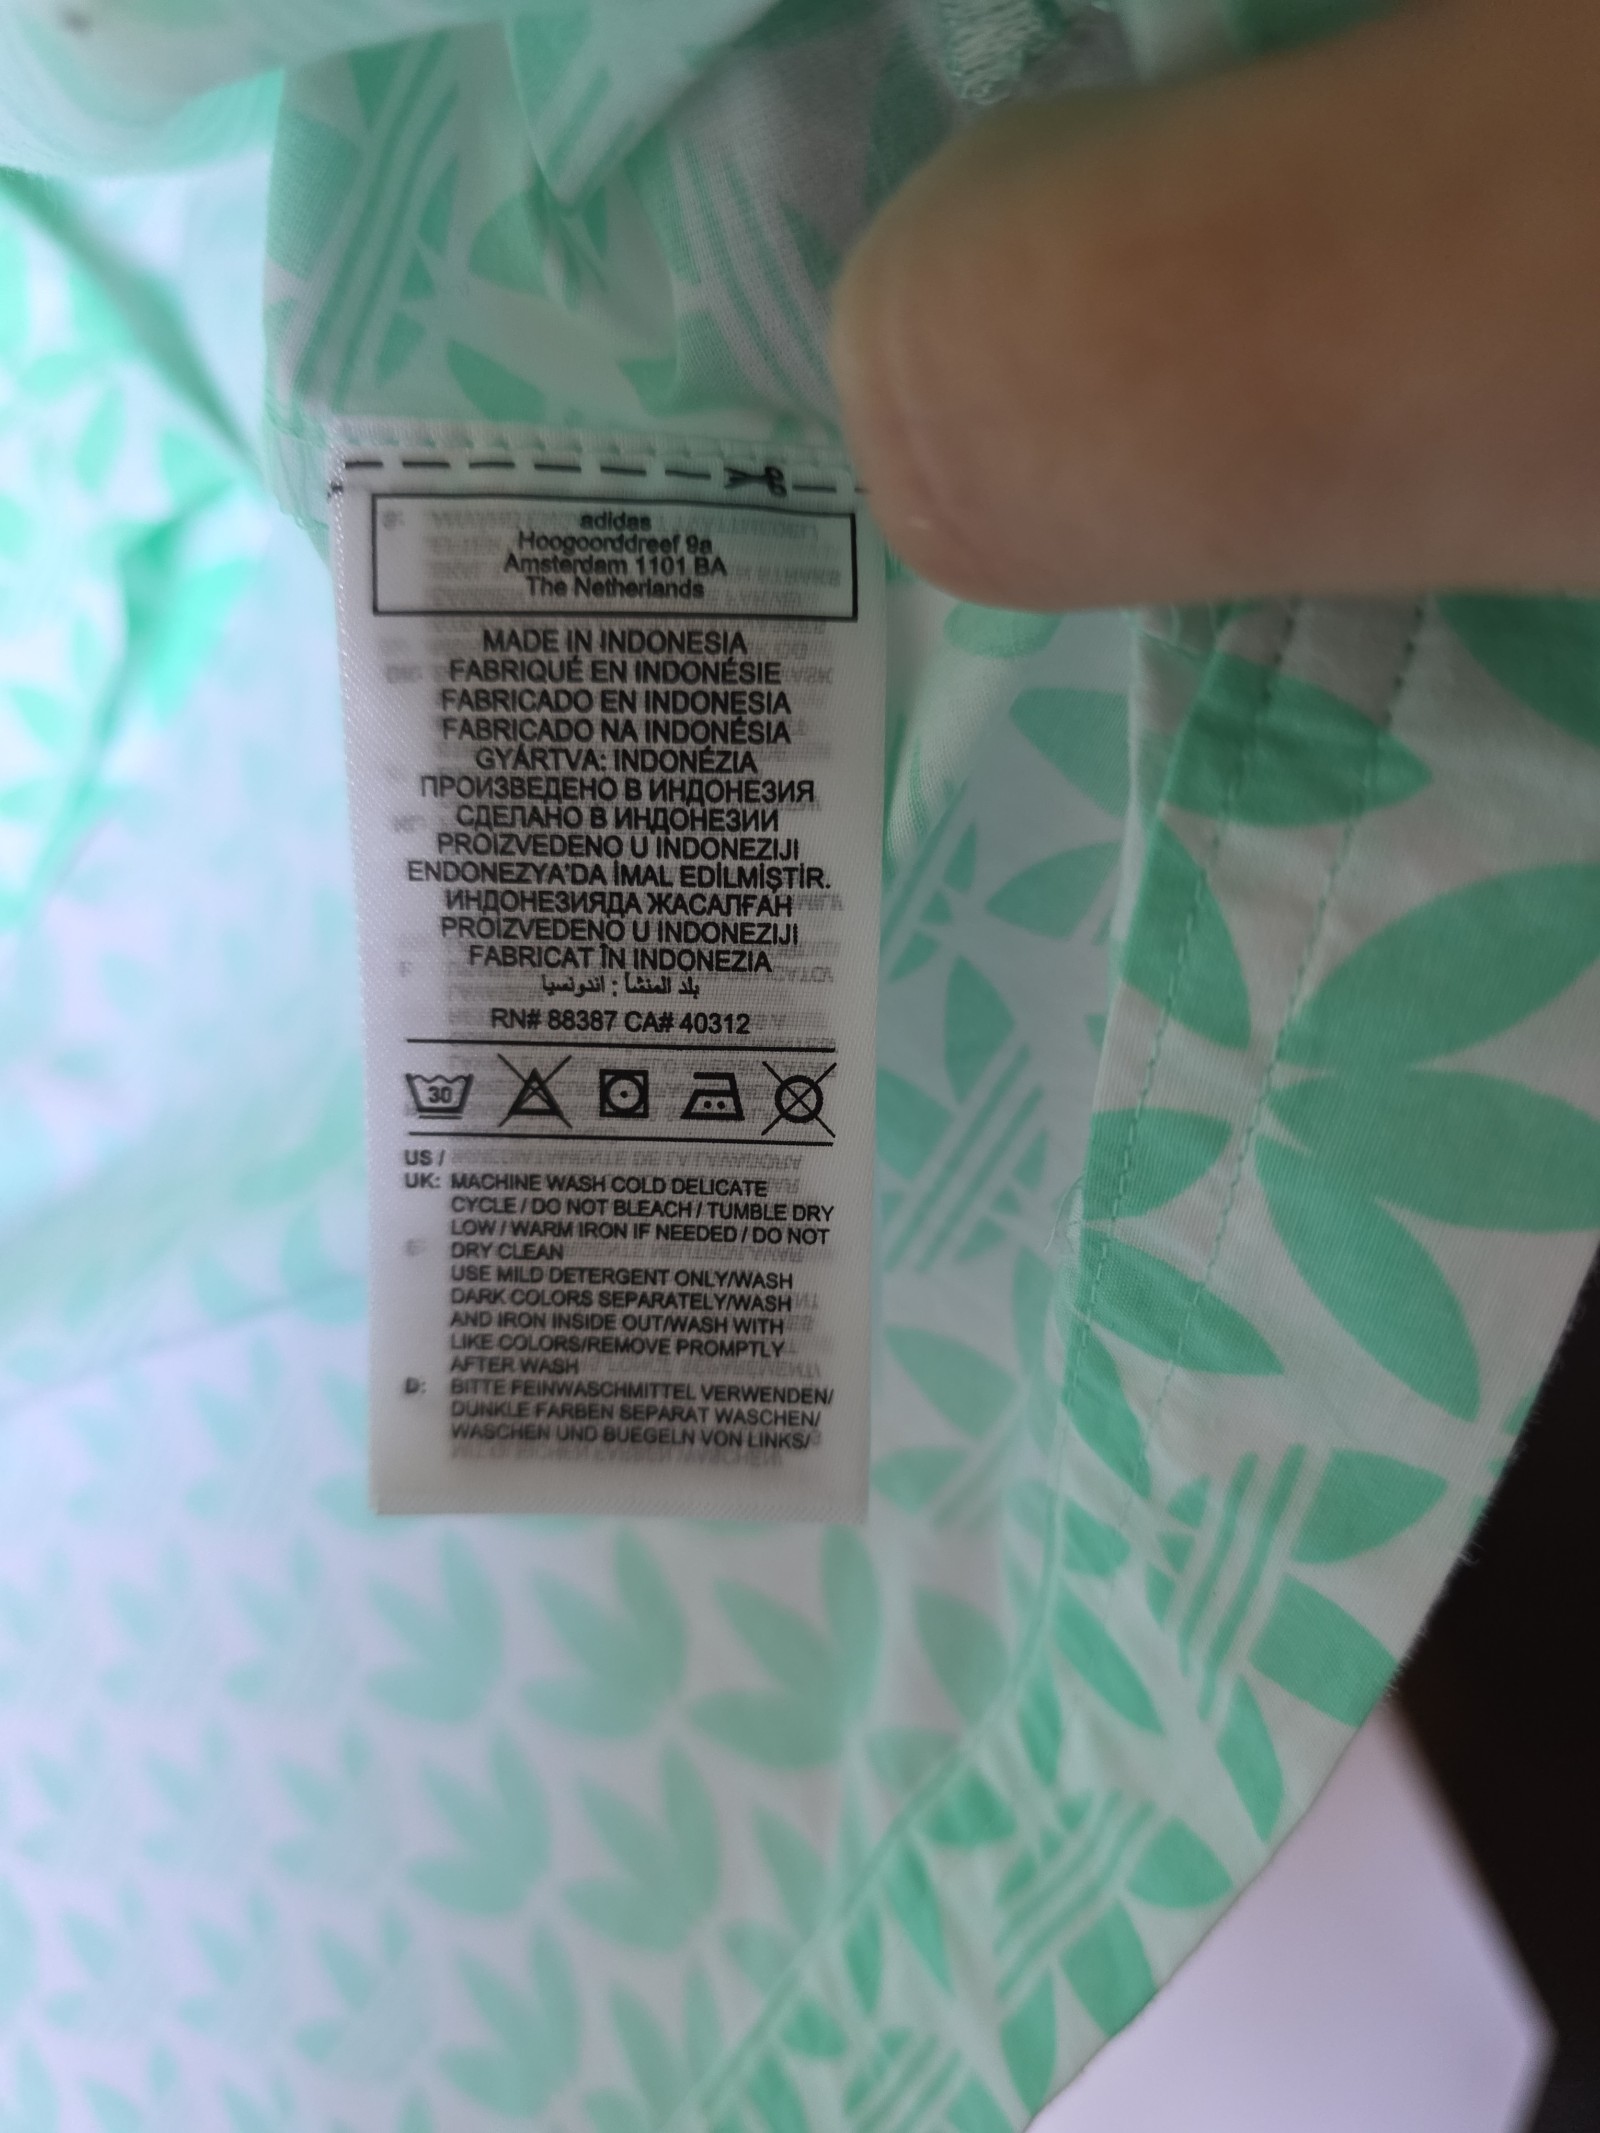 adidas
Hoogoorddreef 9a
Amsterdam 1101 BA
The Netherlands
MADE IN INDONESIA
FABRIQUÉ EN INDONÉSIE
FABRICADO EN INDONESIA
FABRICADO NA INDONÉSIA
GYÁRTVA: INDONÉZIA
ПРОИЗВЕДЕНО В ИНДОНЕЗИЯ
СДЕЛАНО В ИНДОНЕЗИИ
PROIZVEDENO U INDONEZIJI
ENDONEZYA'DA İMAL EDİLMİŞTİR.
ИНДОНЕЗИЯДА ЖАСАЛҒАН
PROIZVEDENO U INDONEZIJI
FABRICAT ÎN INDONEZIA
بلد المنشأ : اندونسيا
RN# 88387 CA# 40312
30
US /
UK: MACHINE WASH COLD DELICATE
CYCLE / DO NOT BLEACH / TUMBLE DRY
LOW / WARM IRON IF NEEDED / DO NOT
DRY CLEAN
USE MILD DETERGENT ONLY/WASH
DARK COLORS SEPARATELY/WASH
AND IRON INSIDE OUT/WASH WITH
LIKE COLORS/REMOVE PROMPTLY
AFTER WASH
D: BITTE FEINWASCHMITTEL VERWENDEN/
DUNKLE FARBEN SEPARAT WASCHEN/
WASCHEN UND BUEGELN VON LINKS/